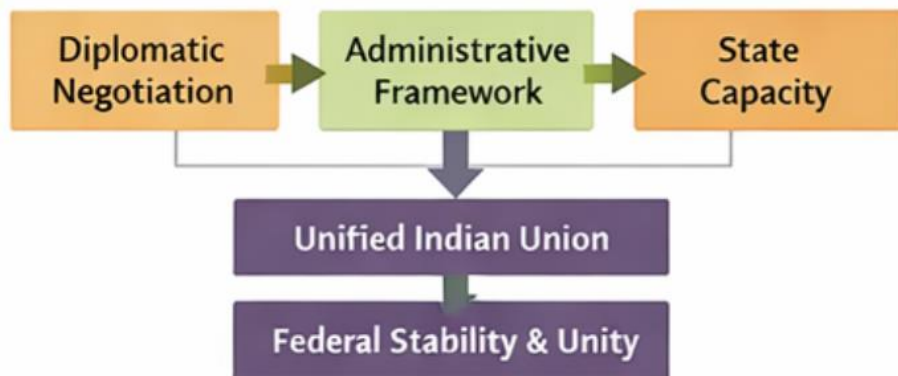 Diplomatic
Negotiation
Administrative
Framework
State
Capacity
Unified Indian Union
Federal Stability & Unity